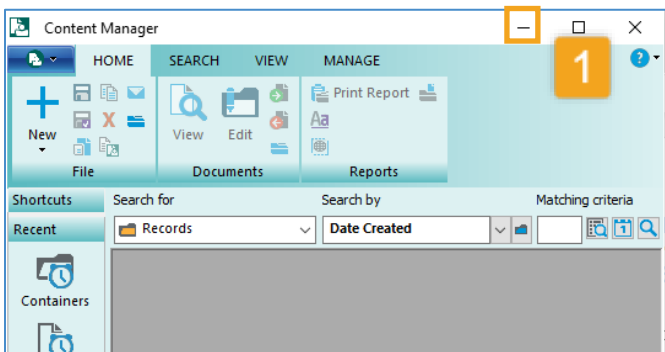 Content Manager
1
HOME SEARCH VIEW MANAGE
New
File
View Edit
Documents
Print Report
Aa
Reports
Shortcuts
Recent
Containers
Search for Search by Matching criteria
Records Date Created
1